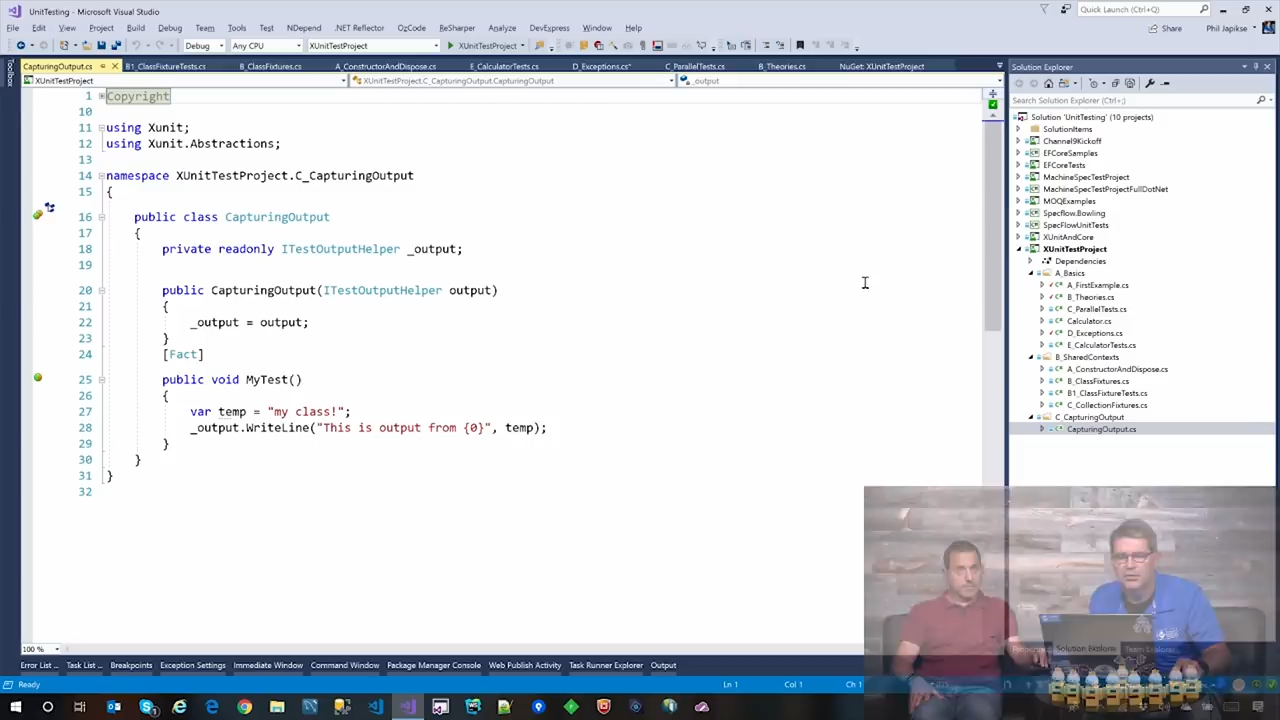 UnitTesting - Microsoft Visual Studio
Quick Launch (Ctrl+;)
File Edit View Project Build Debug Team Tools Test NDepend .NET Reflector OzCode ReSharper Analyze DevExpress Window Help
Share Phil Japikse
Debug Any CPU XUnitTestProject XUnitTestProject
CapturingOutput.cs B1_ClassFixtureTests.cs B_ClassFixtures.cs A_ConstructorAndDispose.cs E_CalculatorTests.cs D_Exceptions.cs* C_ParallelTests.cs B_Theories.cs NuGet: XUnitTestProject
XUnitTestProject XUnitTestProject.C_CapturingOutput.CapturingOutput _output
Toolbox
1 Copyright
10
11 using Xunit;
12 using Xunit.Abstractions;
13
14 namespace XUnitTestProject.C_CapturingOutput
15 {
16 public class CapturingOutput
17 {
18 private readonly ITestOutputHelper _output;
19
20 public CapturingOutput(ITestOutputHelper output)
21 {
22 _output = output;
23 }
24 [Fact]
25 public void MyTest()
26 {
27 var temp = "my class!";
28 _output.WriteLine("This is output from {0}", temp);
29 }
30 }
31 }
32
100 %
Solution Explorer
Search Solution Explorer (Ctrl+;)
Solution 'UnitTesting' (10 projects)
SolutionItems
Channel9Kickoff
EFCoreSamples
EFCoreTests
MachineSpecTestProject
MachineSpecTestProjectFullDotNet
MOQExamples
Specflow.Bowling
SpecFlowUnitTests
XUnitAndCore
XUnitTestProject
Dependencies
A_Basics
A_FirstExample.cs
B_Theories.cs
C_ParallelTests.cs
Calculator.cs
D_Exceptions.cs
E_CalculatorTests.cs
B_SharedContexts
A_ConstructorAndDispose.cs
B_ClassFixtures.cs
B1_ClassFixtureTests.cs
C_CollectionFixtures.cs
C_CapturingOutput
CapturingOutput.cs
Solution Explorer Team Explorer
Error List ... Task List ... Breakpoints Exception Settings Immediate Window Command Window Package Manager Console Web Publish Activity Task Runner Explorer Output
Ready Ln 1 Col 1 Ch 1